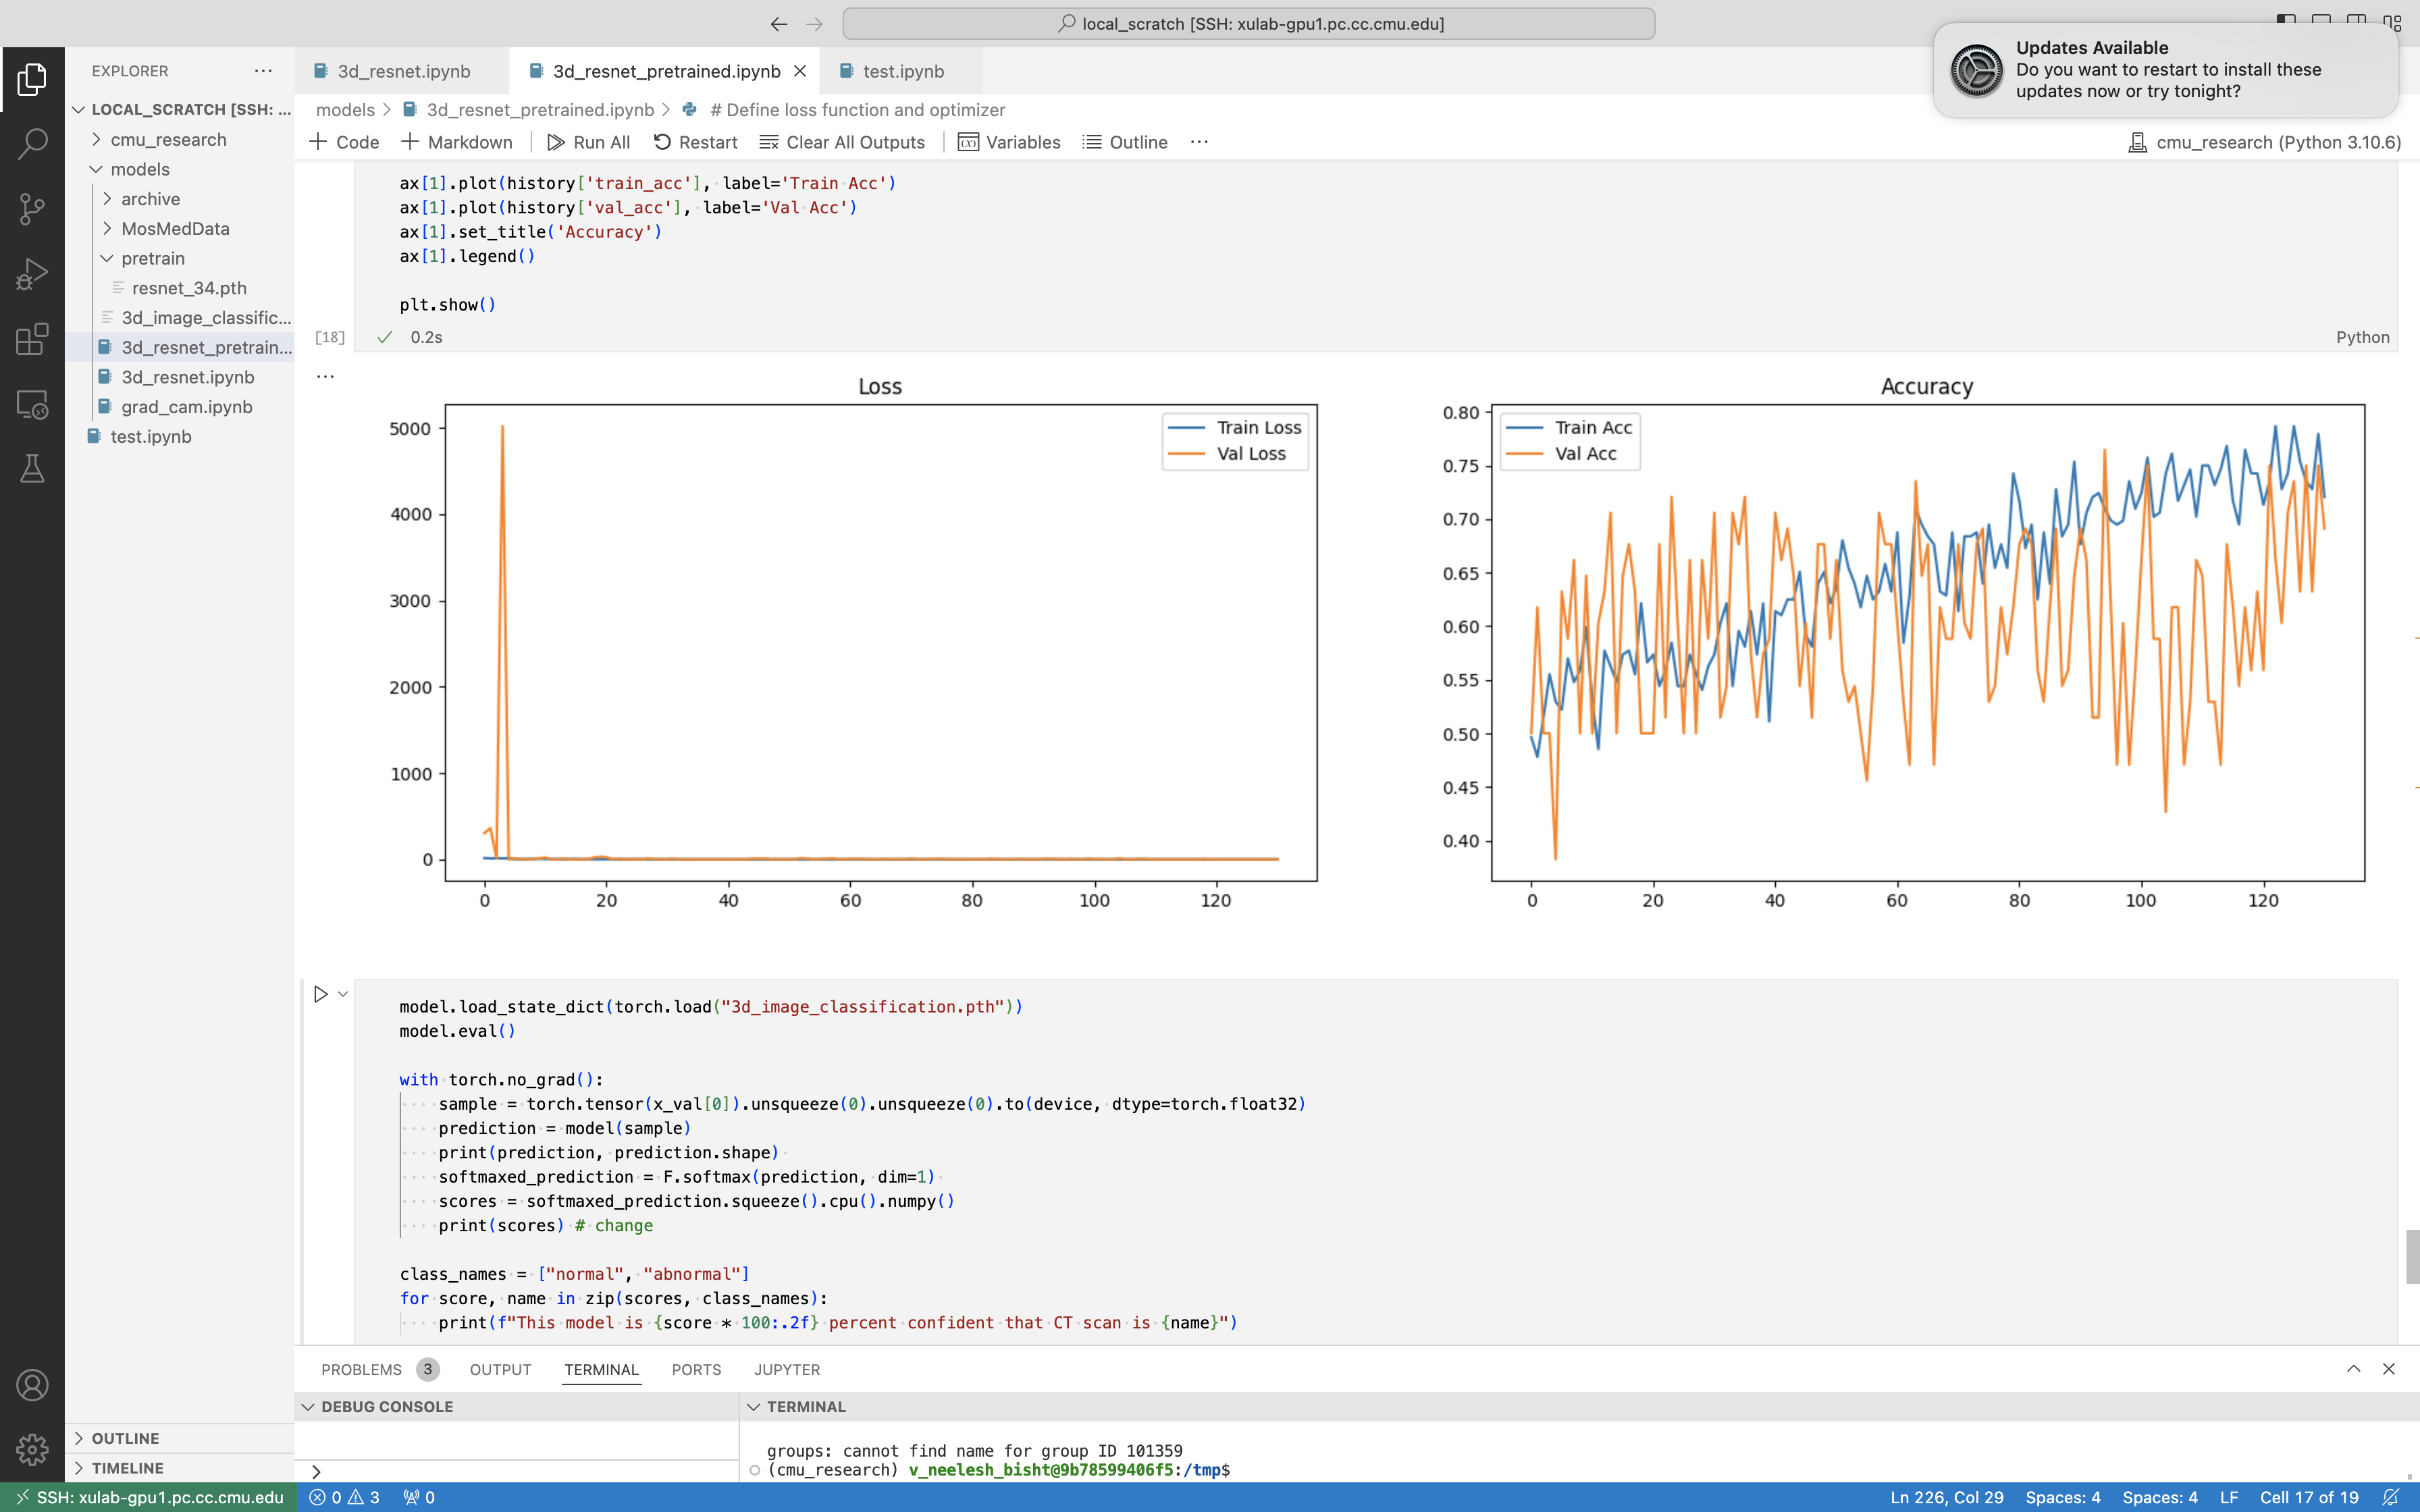 local_scratch [SSH: xulab-gpu1.pc.cc.cmu.edu]
Updates Available
Do you want to restart to install these
updates now or try tonight?
EXPLORER
LOCAL_SCRATCH [SSH: ...
cmu_research
models
archive
MosMedData
pretrain
resnet_34.pth
3d_image_classific...
3d_resnet_pretrain...
3d_resnet.ipynb
grad_cam.ipynb
test.ipynb
OUTLINE
TIMELINE
3d_resnet.ipynb
3d_resnet_pretrained.ipynb
test.ipynb
models > 3d_resnet_pretrained.ipynb > # Define loss function and optimizer
+ Code + Markdown Run All Restart Clear All Outputs Variables Outline ...
cmu_research (Python 3.10.6)
ax[1].plot(history['train_acc'], label='Train Acc')
ax[1].plot(history['val_acc'], label='Val Acc')
ax[1].set_title('Accuracy')
ax[1].legend()
plt.show()
[18] 0.2s
Python
...
Loss
5000
4000
3000
2000
1000
0
Train Loss
Val Loss
0 20 40 60 80 100 120
Accuracy
0.80
0.75
0.70
0.65
0.60
0.55
0.50
0.45
0.40
Train Acc
Val Acc
0 20 40 60 80 100 120
model.load_state_dict(torch.load("3d_image_classification.pth"))
model.eval()
with torch.no_grad():
sample = torch.tensor(x_val[0]).unsqueeze(0).unsqueeze(0).to(device, dtype=torch.float32)
prediction = model(sample)
print(prediction, prediction.shape)
softmaxed_prediction = F.softmax(prediction, dim=1)
scores = softmaxed_prediction.squeeze().cpu().numpy()
print(scores) # change
class_names = ["normal", "abnormal"]
for score, name in zip(scores, class_names):
print(f"This model is {score * 100:.2f} percent confident that CT scan is {name}")
PROBLEMS 3 OUTPUT TERMINAL PORTS JUPYTER
DEBUG CONSOLE
TERMINAL
groups: cannot find name for group ID 101359
(cmu_research) v_neelesh_bisht@9b78599406f5:/tmp$
SSH: xulab-gpu1.pc.cc.cmu.edu 0 3 0
Ln 226, Col 29 Spaces: 4 Spaces: 4 LF Cell 17 of 19